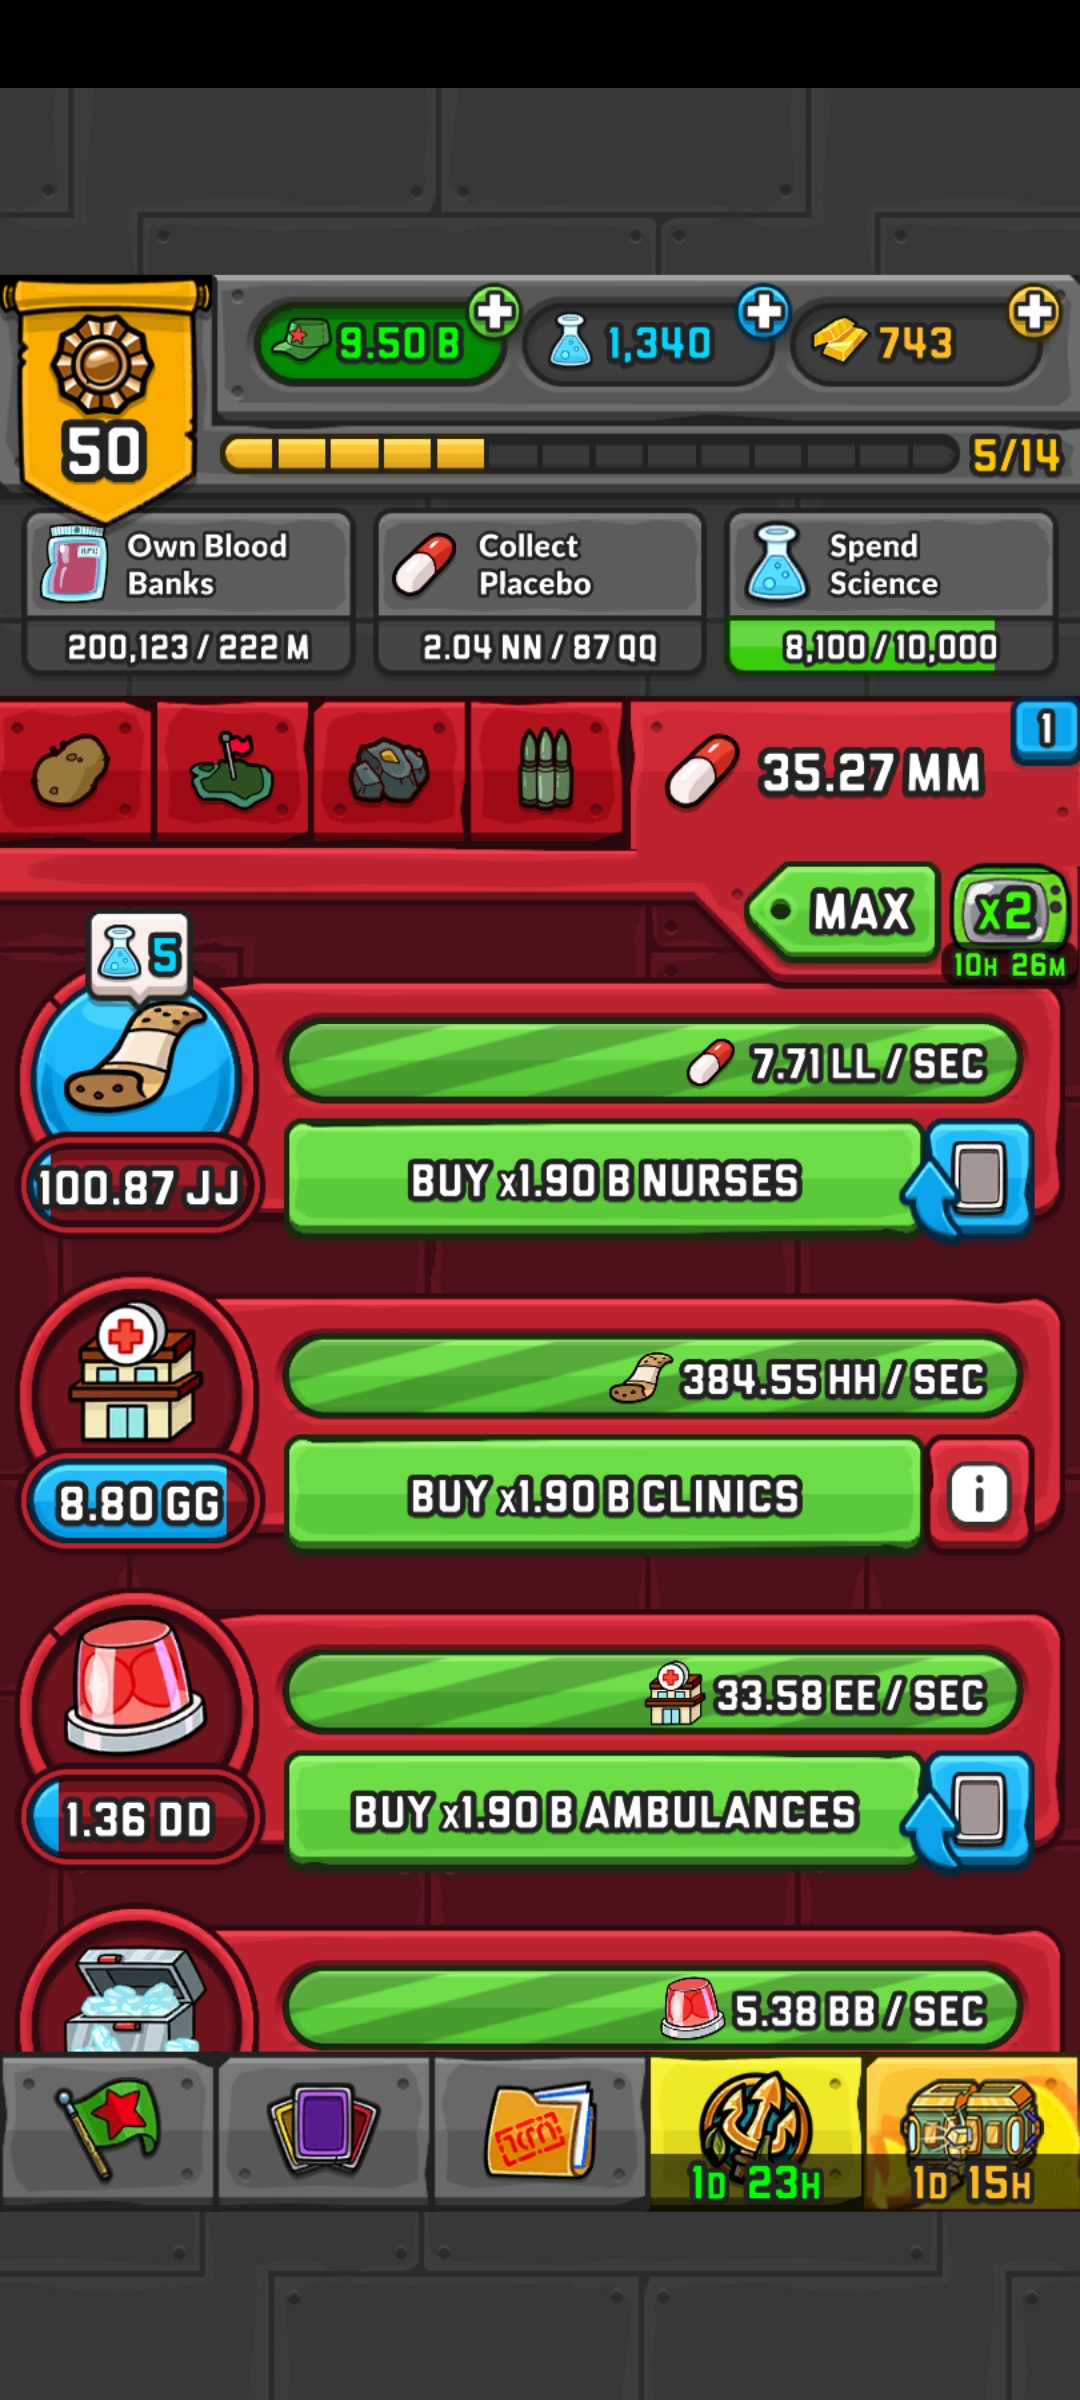 9.50 B
1,340
743
50
5/14
Own Blood
Banks
200,123 / 222 M
Collect
Placebo
2.04 NN / 87 QQ
Spend
Science
8,100 / 10,000
35.27 MM
1
MAX
x2
10H 26M
5
7.71 LL / SEC
100.87 JJ
BUY x1.90 B NURSES
384.55 HH / SEC
8.80 GG
BUY x1.90 B CLINICS
i
33.58 EE / SEC
1.36 DD
BUY x1.90 B AMBULANCES
5.38 BB / SEC
1D 23H
1D 15H